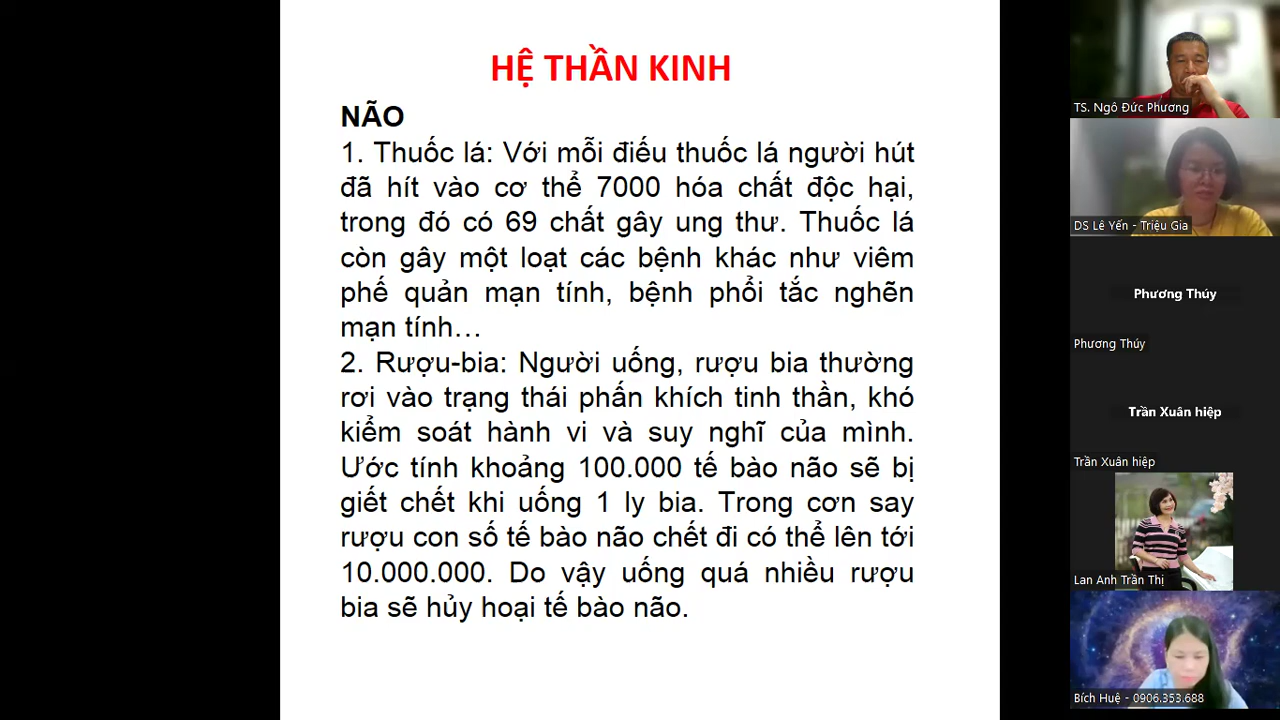 HỆ THẦN KINH
NÃO
1. Thuốc lá: Với mỗi điếu thuốc lá người hút
đã hít vào cơ thể 7000 hóa chất độc hại,
trong đó có 69 chất gây ung thư. Thuốc lá
còn gây một loạt các bệnh khác như viêm
phế quản mạn tính, bệnh phổi tắc nghẽn
mạn tính…
2. Rượu-bia: Người uống, rượu bia thường
rơi vào trạng thái phấn khích tinh thần, khó
kiểm soát hành vi và suy nghĩ của mình.
Ước tính khoảng 100.000 tế bào não sẽ bị
giết chết khi uống 1 ly bia. Trong cơn say
rượu con số tế bào não chết đi có thể lên tới
10.000.000. Do vậy uống quá nhiều rượu
bia sẽ hủy hoại tế bào não.
TS. Ngô Đức Phương
DS Lê Yến - Triệu Gia
Phương Thúy
Phương Thúy
Trần Xuân hiệp
Trần Xuân hiệp
Lan Anh Trần Thị
Bích Huệ - 0906.353.688